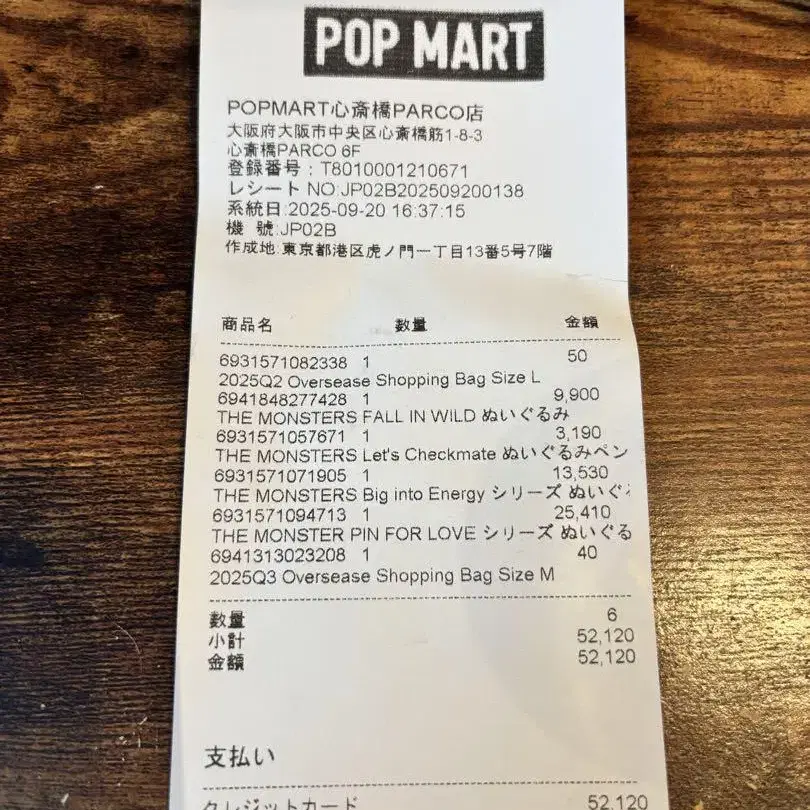 POP MART
POPMART心斎橋PARCO店
大阪府大阪市中央区心斎橋筋1-8-3
心斎橋PARCO 6F
登録番号：T8010001210671
レシート NO:JP02B202509200138
系統日:2025-09-20 16:37:15
機 號:JP02B
作成地:東京都港区虎ノ門一丁目13番5号7階
商品名 数量 金額
6931571082338 1 50
2025Q2 Oversease Shopping Bag Size L
6941848277428 1 9,900
THE MONSTERS FALL IN WILD ぬいぐるみ
6931571057671 1 3,190
THE MONSTERS Let's Checkmate ぬいぐるみペン
6931571071905 1 13,530
THE MONSTERS Big into Energy シリーズ ぬいぐ
6931571094713 1 25,410
THE MONSTER PIN FOR LOVE シリーズ ぬいぐる
6941313023208 1 40
2025Q3 Oversease Shopping Bag Size M
数量 6
小計 52,120
金額 52,120
支払い
クレジットカード 52,120